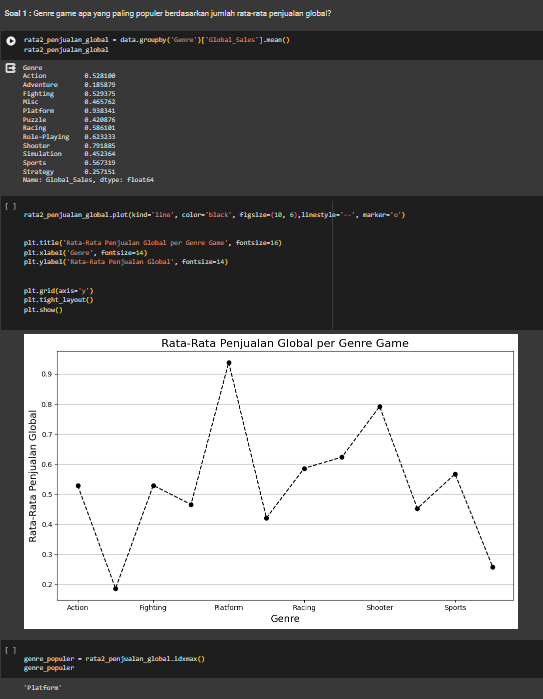 Soal 1 : Genre game apa yang paling populer berdasarkan jumlah rata-rata penjualan global?
rata2_penjualan_global = data.groupby('Genre')['Global_Sales'].mean()
rata2_penjualan_global
Genre
Action 0.528100
Adventure 0.185879
Fighting 0.529375
Misc 0.465762
Platform 0.938341
Puzzle 0.420876
Racing 0.586101
Role-Playing 0.623233
Shooter 0.791885
Simulation 0.452364
Sports 0.567319
Strategy 0.257151
Name: Global_Sales, dtype: float64
[ ]
rata2_penjualan_global.plot(kind='line', color='black', figsize=(10, 6),linestyle='--', marker='o')
plt.title('Rata-Rata Penjualan Global per Genre Game', fontsize=16)
plt.xlabel('Genre', fontsize=14)
plt.ylabel('Rata-Rata Penjualan Global', fontsize=14)
plt.grid(axis='y')
plt.tight_layout()
plt.show()
Rata-Rata Penjualan Global per Genre Game
Rata-Rata Penjualan Global
0.9
0.8
0.7
0.6
0.5
0.4
0.3
0.2
Action Fighting Platform Racing Shooter Sports
Genre
[ ]
genre_populer = rata2_penjualan_global.idxmax()
genre_populer
'Platform'